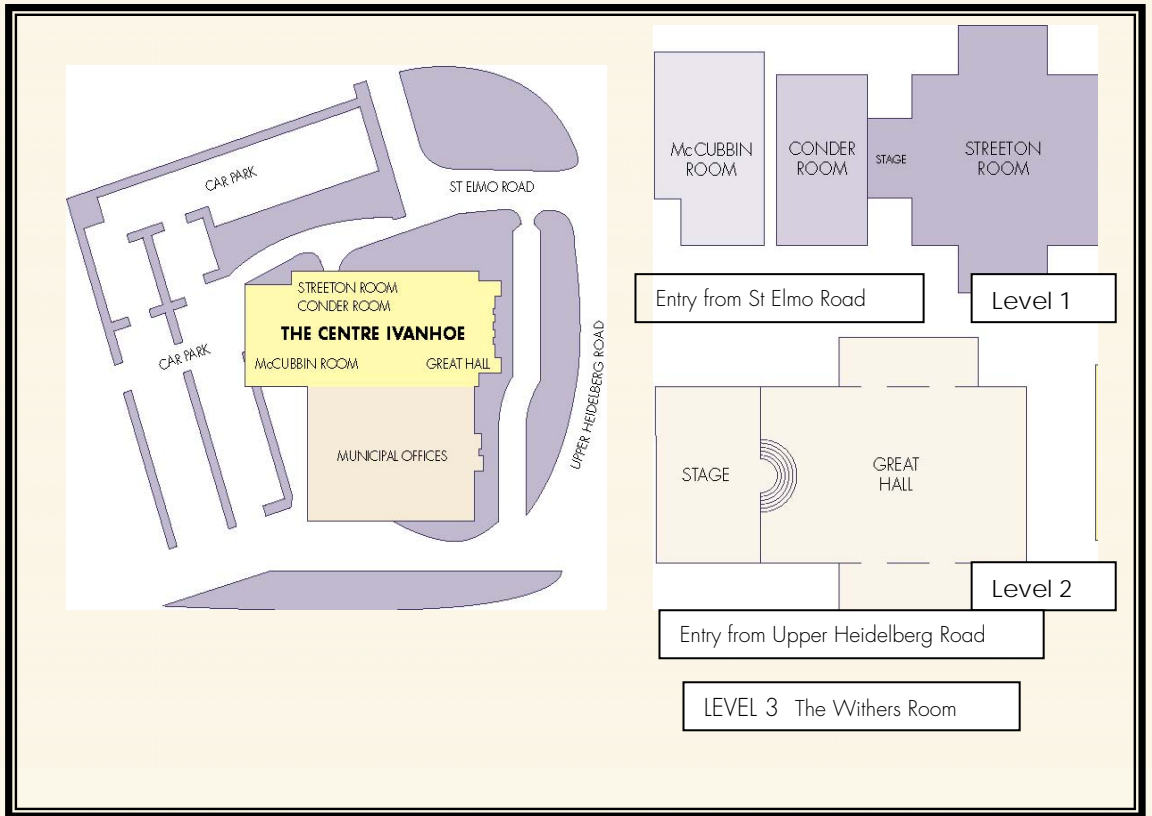 CAR PARK
ST ELMO ROAD
STREETON ROOM
CONDER ROOM
THE CENTRE IVANHOE
McCUBBIN ROOM
GREAT HALL
CAR PARK
UPPER HEIDELBERG ROAD
MUNICIPAL OFFICES
McCUBBIN
ROOM
CONDER
ROOM
STAGE
STREETON
ROOM
Entry from St Elmo Road
Level 1
STAGE
GREAT
HALL
Level 2
Entry from Upper Heidelberg Road
LEVEL 3 The Withers Room